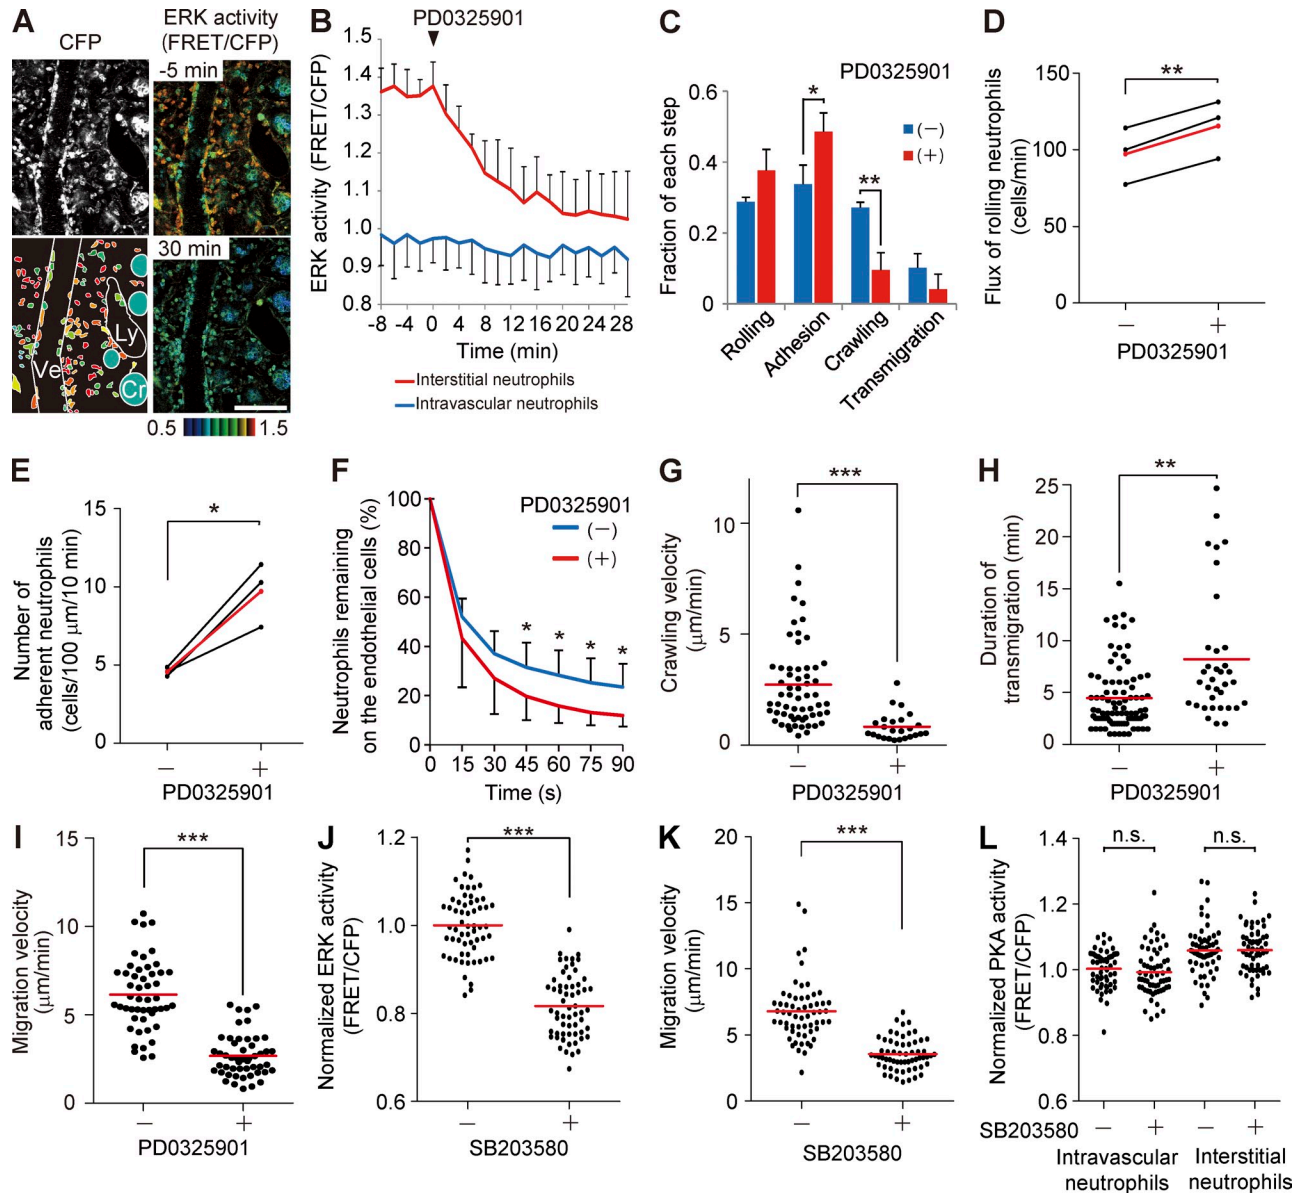 A
CFP
ERK activity
(FRET/CFP)
-5 min
30 min
Ve
Ly
Cr
0.5
1.5
B
PD0325901
ERK activity (FRET/CFP)
1.5
1.4
1.3
1.2
1.1
1.0
0.9
0.8
-8 -4 0 4 8 12 16 20 24 28
Time (min)
Interstitial neutrophils
Intravascular neutrophils
C
PD0325901
(−)
(+)
Fraction of each step
0.6
0.4
0.2
0
*
**
Rolling
Adhesion
Crawling
Transmigration
D
Flux of rolling neutrophils
(cells/min)
150
100
50
0
**
− +
PD0325901
E
Number of
adherent neutrophils
(cells/100 μm/10 min)
15
10
5
0
*
− +
PD0325901
F
Neutrophils remaining
on the endothelial cells (%)
100
80
60
40
20
0
PD0325901
(−)
(+)
* * * *
0 15 30 45 60 75 90
Time (s)
G
Crawling velocity
(μm/min)
10
5
0
***
− +
PD0325901
H
Duration of
transmigration (min)
25
20
15
10
5
0
**
− +
PD0325901
I
Migration velocity
(μm/min)
15
10
5
0
***
− +
PD0325901
J
Normalized ERK activity
(FRET/CFP)
1.2
1.0
0.8
0.6
***
− +
SB203580
K
Migration velocity
(μm/min)
20
15
10
5
0
***
− +
SB203580
L
Normalized PKA activity
(FRET/CFP)
1.4
1.2
1.0
0.8
0.6
n.s. n.s.
SB203580 − + − +
Intravascular
neutrophils
Interstitial
neutrophils